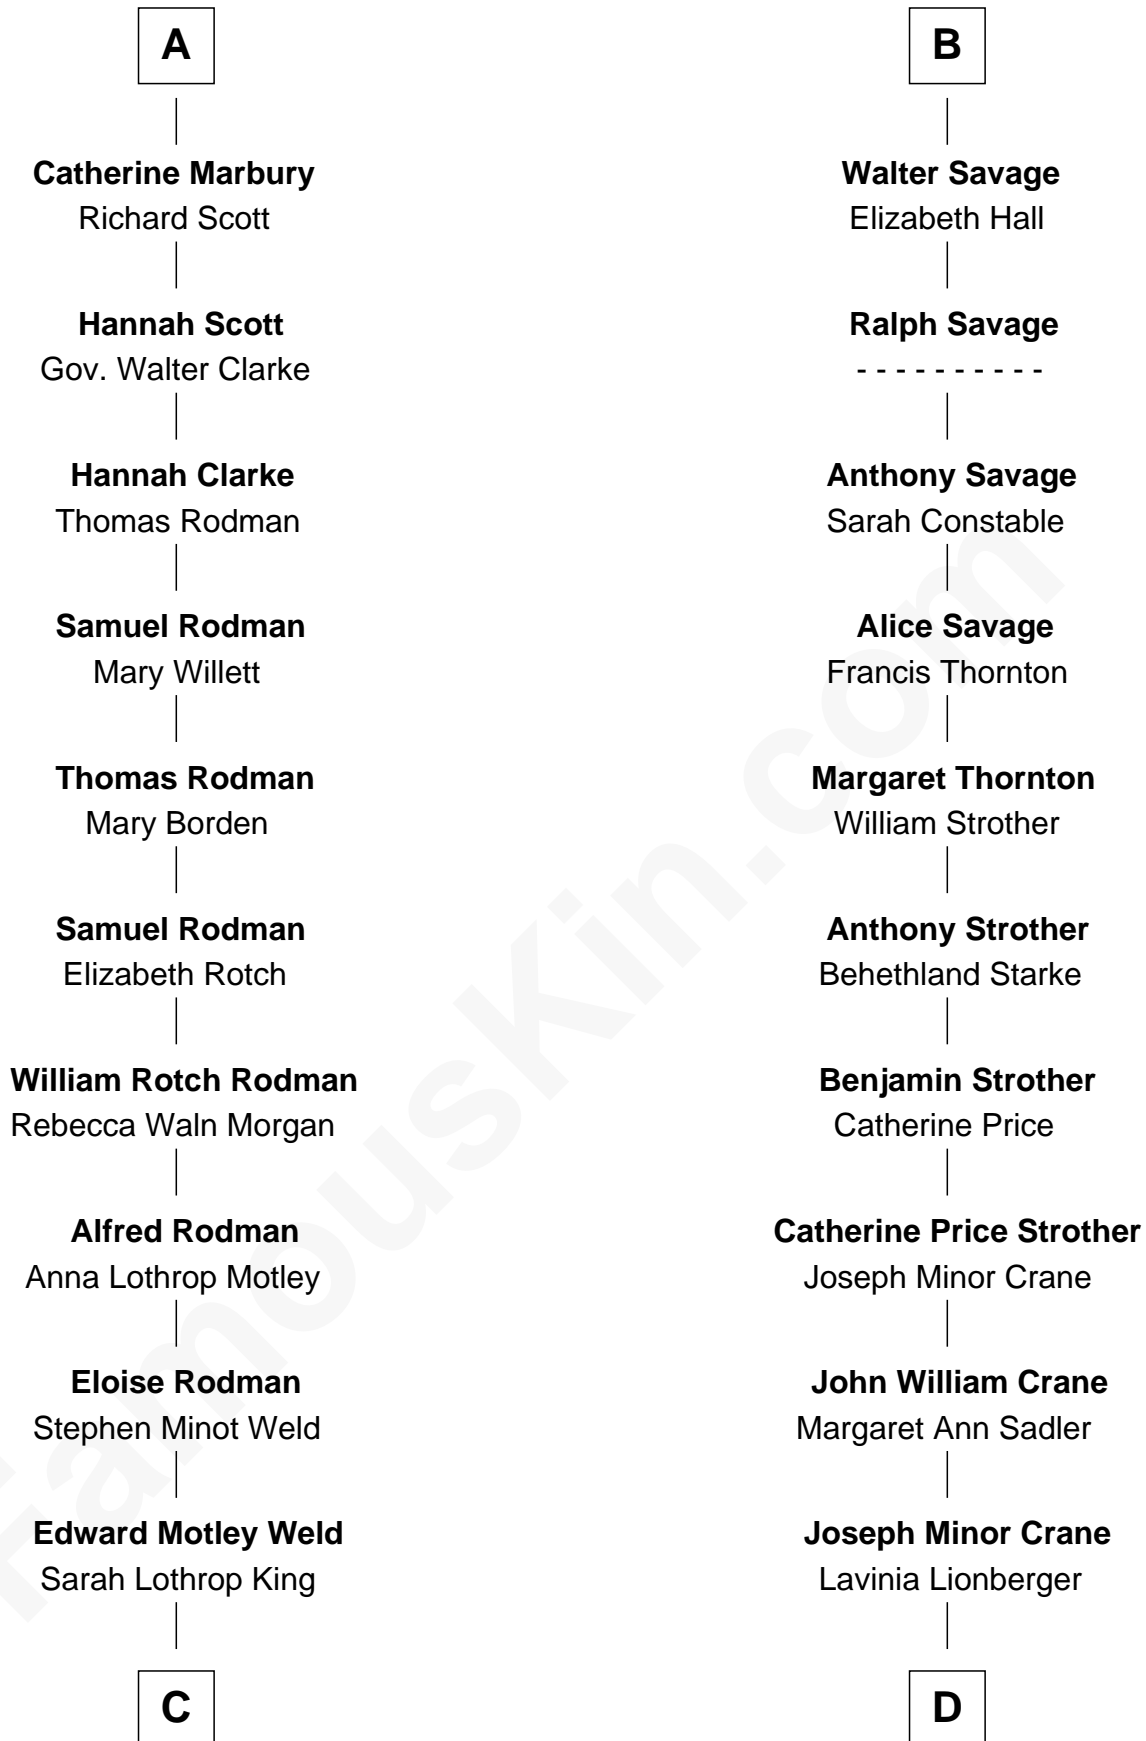 A
Catherine Marbury
Richard Scott
Hannah Scott
Gov. Walter Clarke
Hannah Clarke
Thomas Rodman
Samuel Rodman
Mary Willett
Thomas Rodman
Mary Borden
Samuel Rodman
Elizabeth Rotch
William Rotch Rodman
Rebecca Waln Morgan
Alfred Rodman
Anna Lothrop Motley
Eloise Rodman
Stephen Minot Weld
Edward Motley Weld
Sarah Lothrop King
C
B
Walter Savage
Elizabeth Hall
Ralph Savage
- - - - - - - - - -
Anthony Savage
Sarah Constable
Alice Savage
Francis Thornton
Margaret Thornton
William Strother
Anthony Strother
Behethland Starke
Benjamin Strother
Catherine Price
Catherine Price Strother
Joseph Minor Crane
John William Crane
Margaret Ann Sadler
Joseph Minor Crane
Lavinia Lionberger
D
FamousKin.com